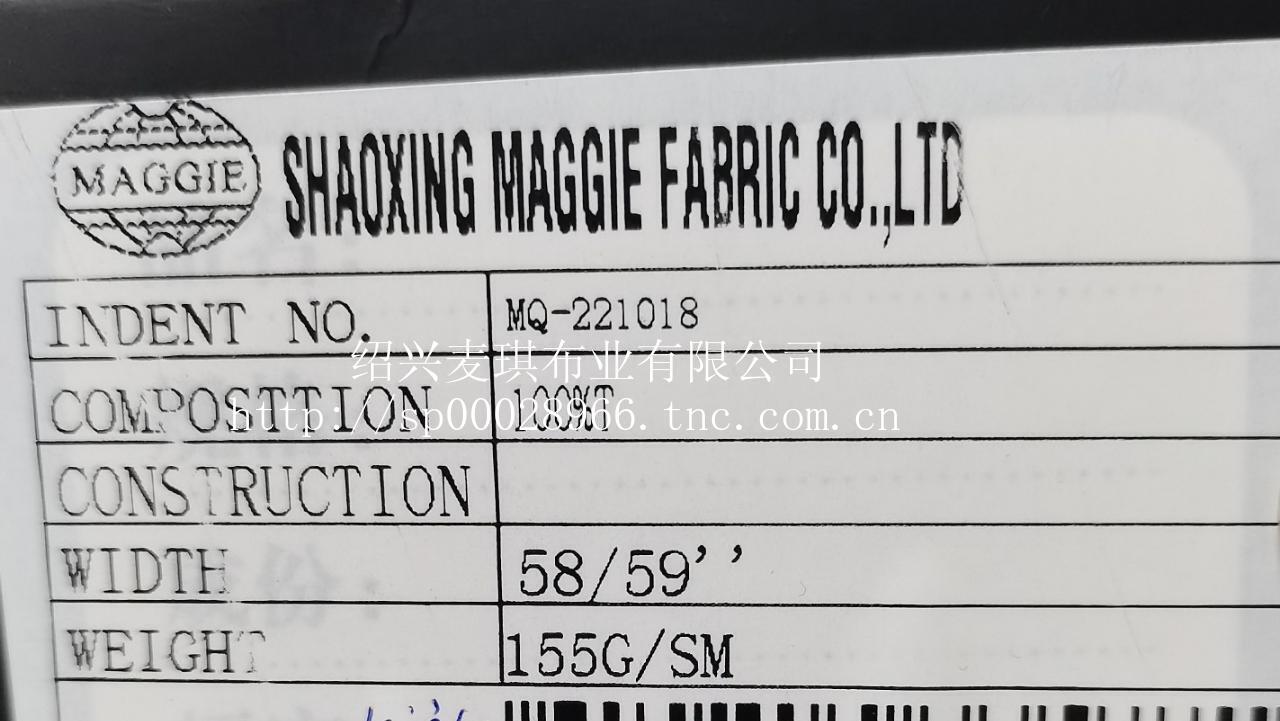 MAGGIE
SHAOXING MAGGIE FABRIC CO.,LTD
INDENT NO. MQ-221018
绍兴麦琪布业有限公司
COMPOSTTION 100%T
http://sp00028966.tnc.com.cn
CONSTRUCTION
WIDTH 58/59''
WEIGHT 155G/SM